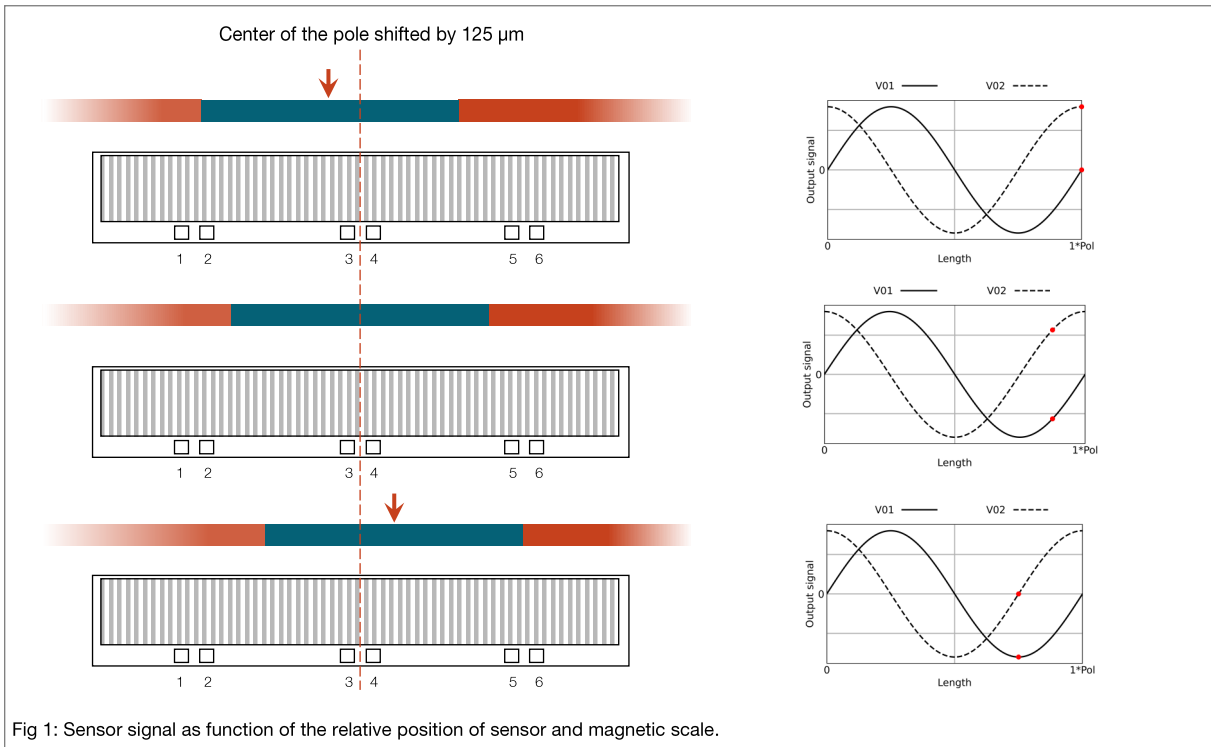 Center of the pole shifted by 125 µm
V01 V02
Output signal
0
0 1*Pol
Length
1 2 3 4 5 6
V01 V02
Output signal
0
0 1*Pol
Length
1 2 3 4 5 6
V01 V02
Output signal
0
0 1*Pol
Length
1 2 3 4 5 6
Fig 1: Sensor signal as function of the relative position of sensor and magnetic scale.